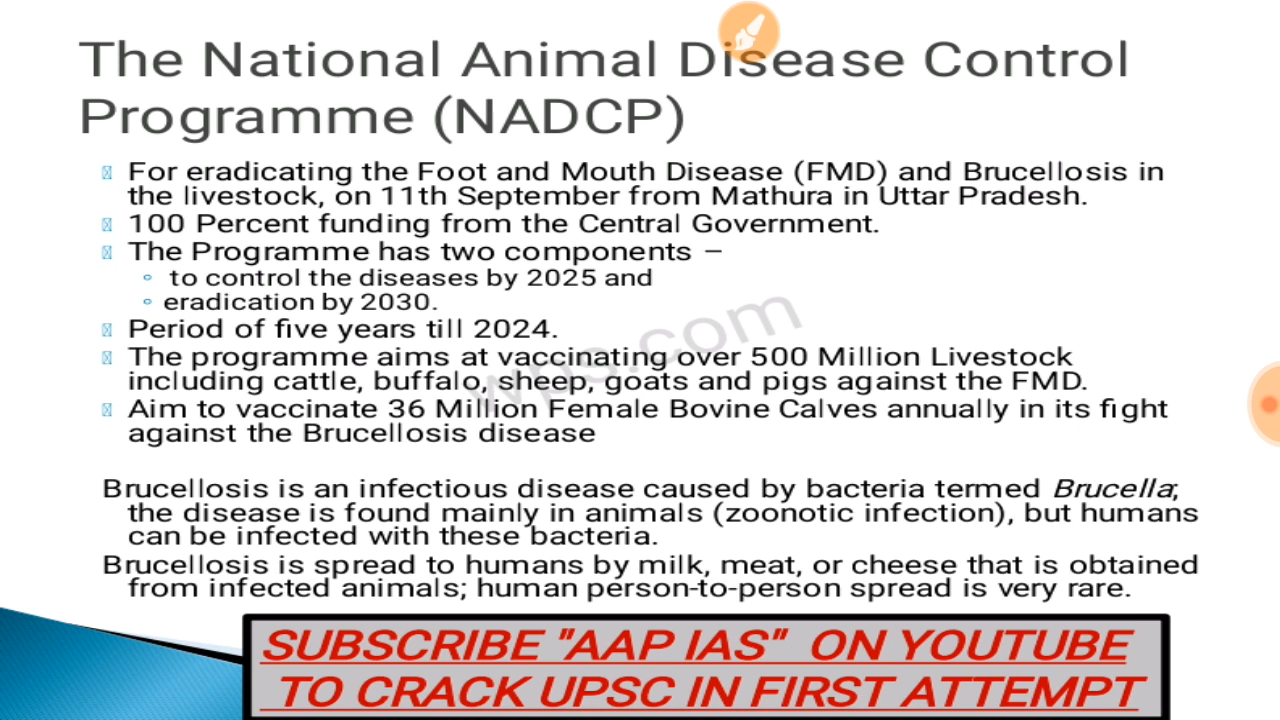 The National Animal Disease Control
Programme (NADCP)
For eradicating the Foot and Mouth Disease (FMD) and Brucellosis in
the livestock, on 11th September from Mathura in Uttar Pradesh.
100 Percent funding from the Central Government.
The Programme has two components –
to control the diseases by 2025 and
eradication by 2030.
Period of five years till 2024.
The programme aims at vaccinating over 500 Million Livestock
including cattle, buffalo, sheep, goats and pigs against the FMD.
Aim to vaccinate 36 Million Female Bovine Calves annually in its fight
against the Brucellosis disease
Brucellosis is an infectious disease caused by bacteria termed Brucella;
the disease is found mainly in animals (zoonotic infection), but humans
can be infected with these bacteria.
Brucellosis is spread to humans by milk, meat, or cheese that is obtained
from infected animals; human person-to-person spread is very rare.
wps.com
SUBSCRIBE "AAP IAS" ON YOUTUBE
TO CRACK UPSC IN FIRST ATTEMPT